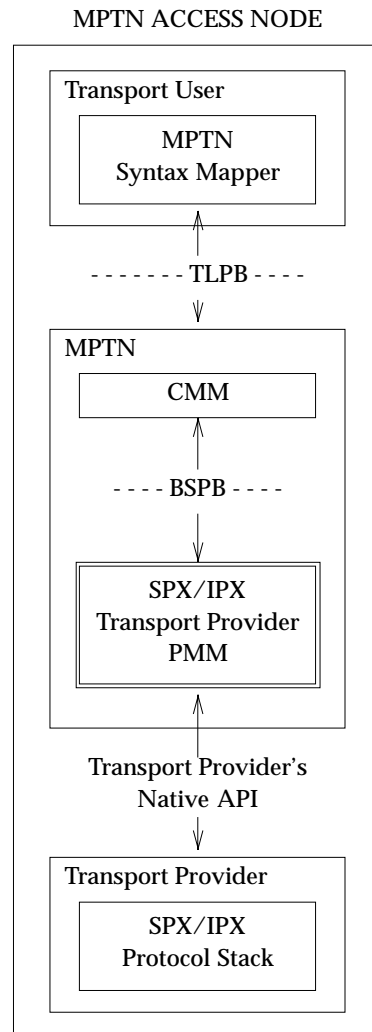 MPTN ACCESS NODE
Transport User
MPTN
Syntax Mapper
- - - - - - - TLPB - - - -
MPTN
CMM
- - - - BSPB - - - -
SPX/IPX
Transport Provider
PMM
Transport Provider's
Native API
Transport Provider
SPX/IPX
Protocol Stack